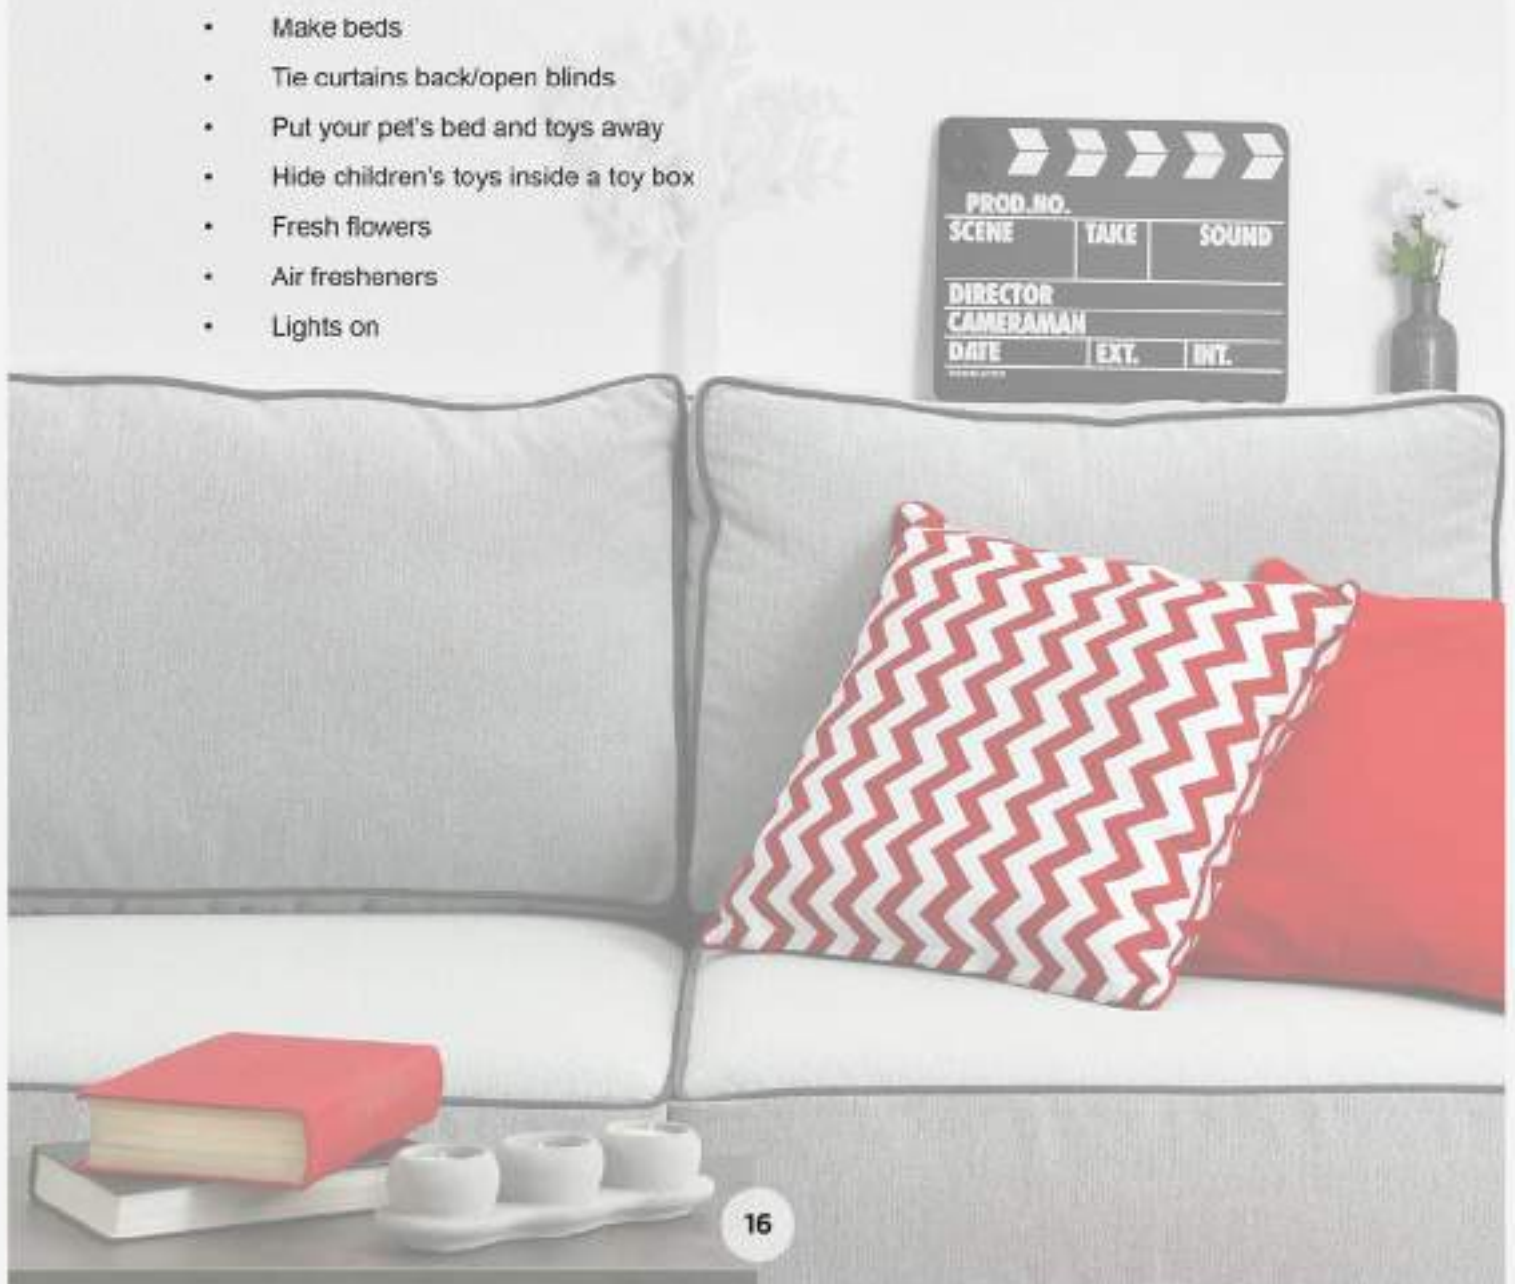 • Make beds
• Tie curtains back/open blinds
• Put your pet's bed and toys away
• Hide children's toys inside a toy box
• Fresh flowers
• Air fresheners
• Lights on
PROD.NO.
SCENE TAKE SOUND
DIRECTOR
CAMERAMAN
DATE EXT. INT.
16